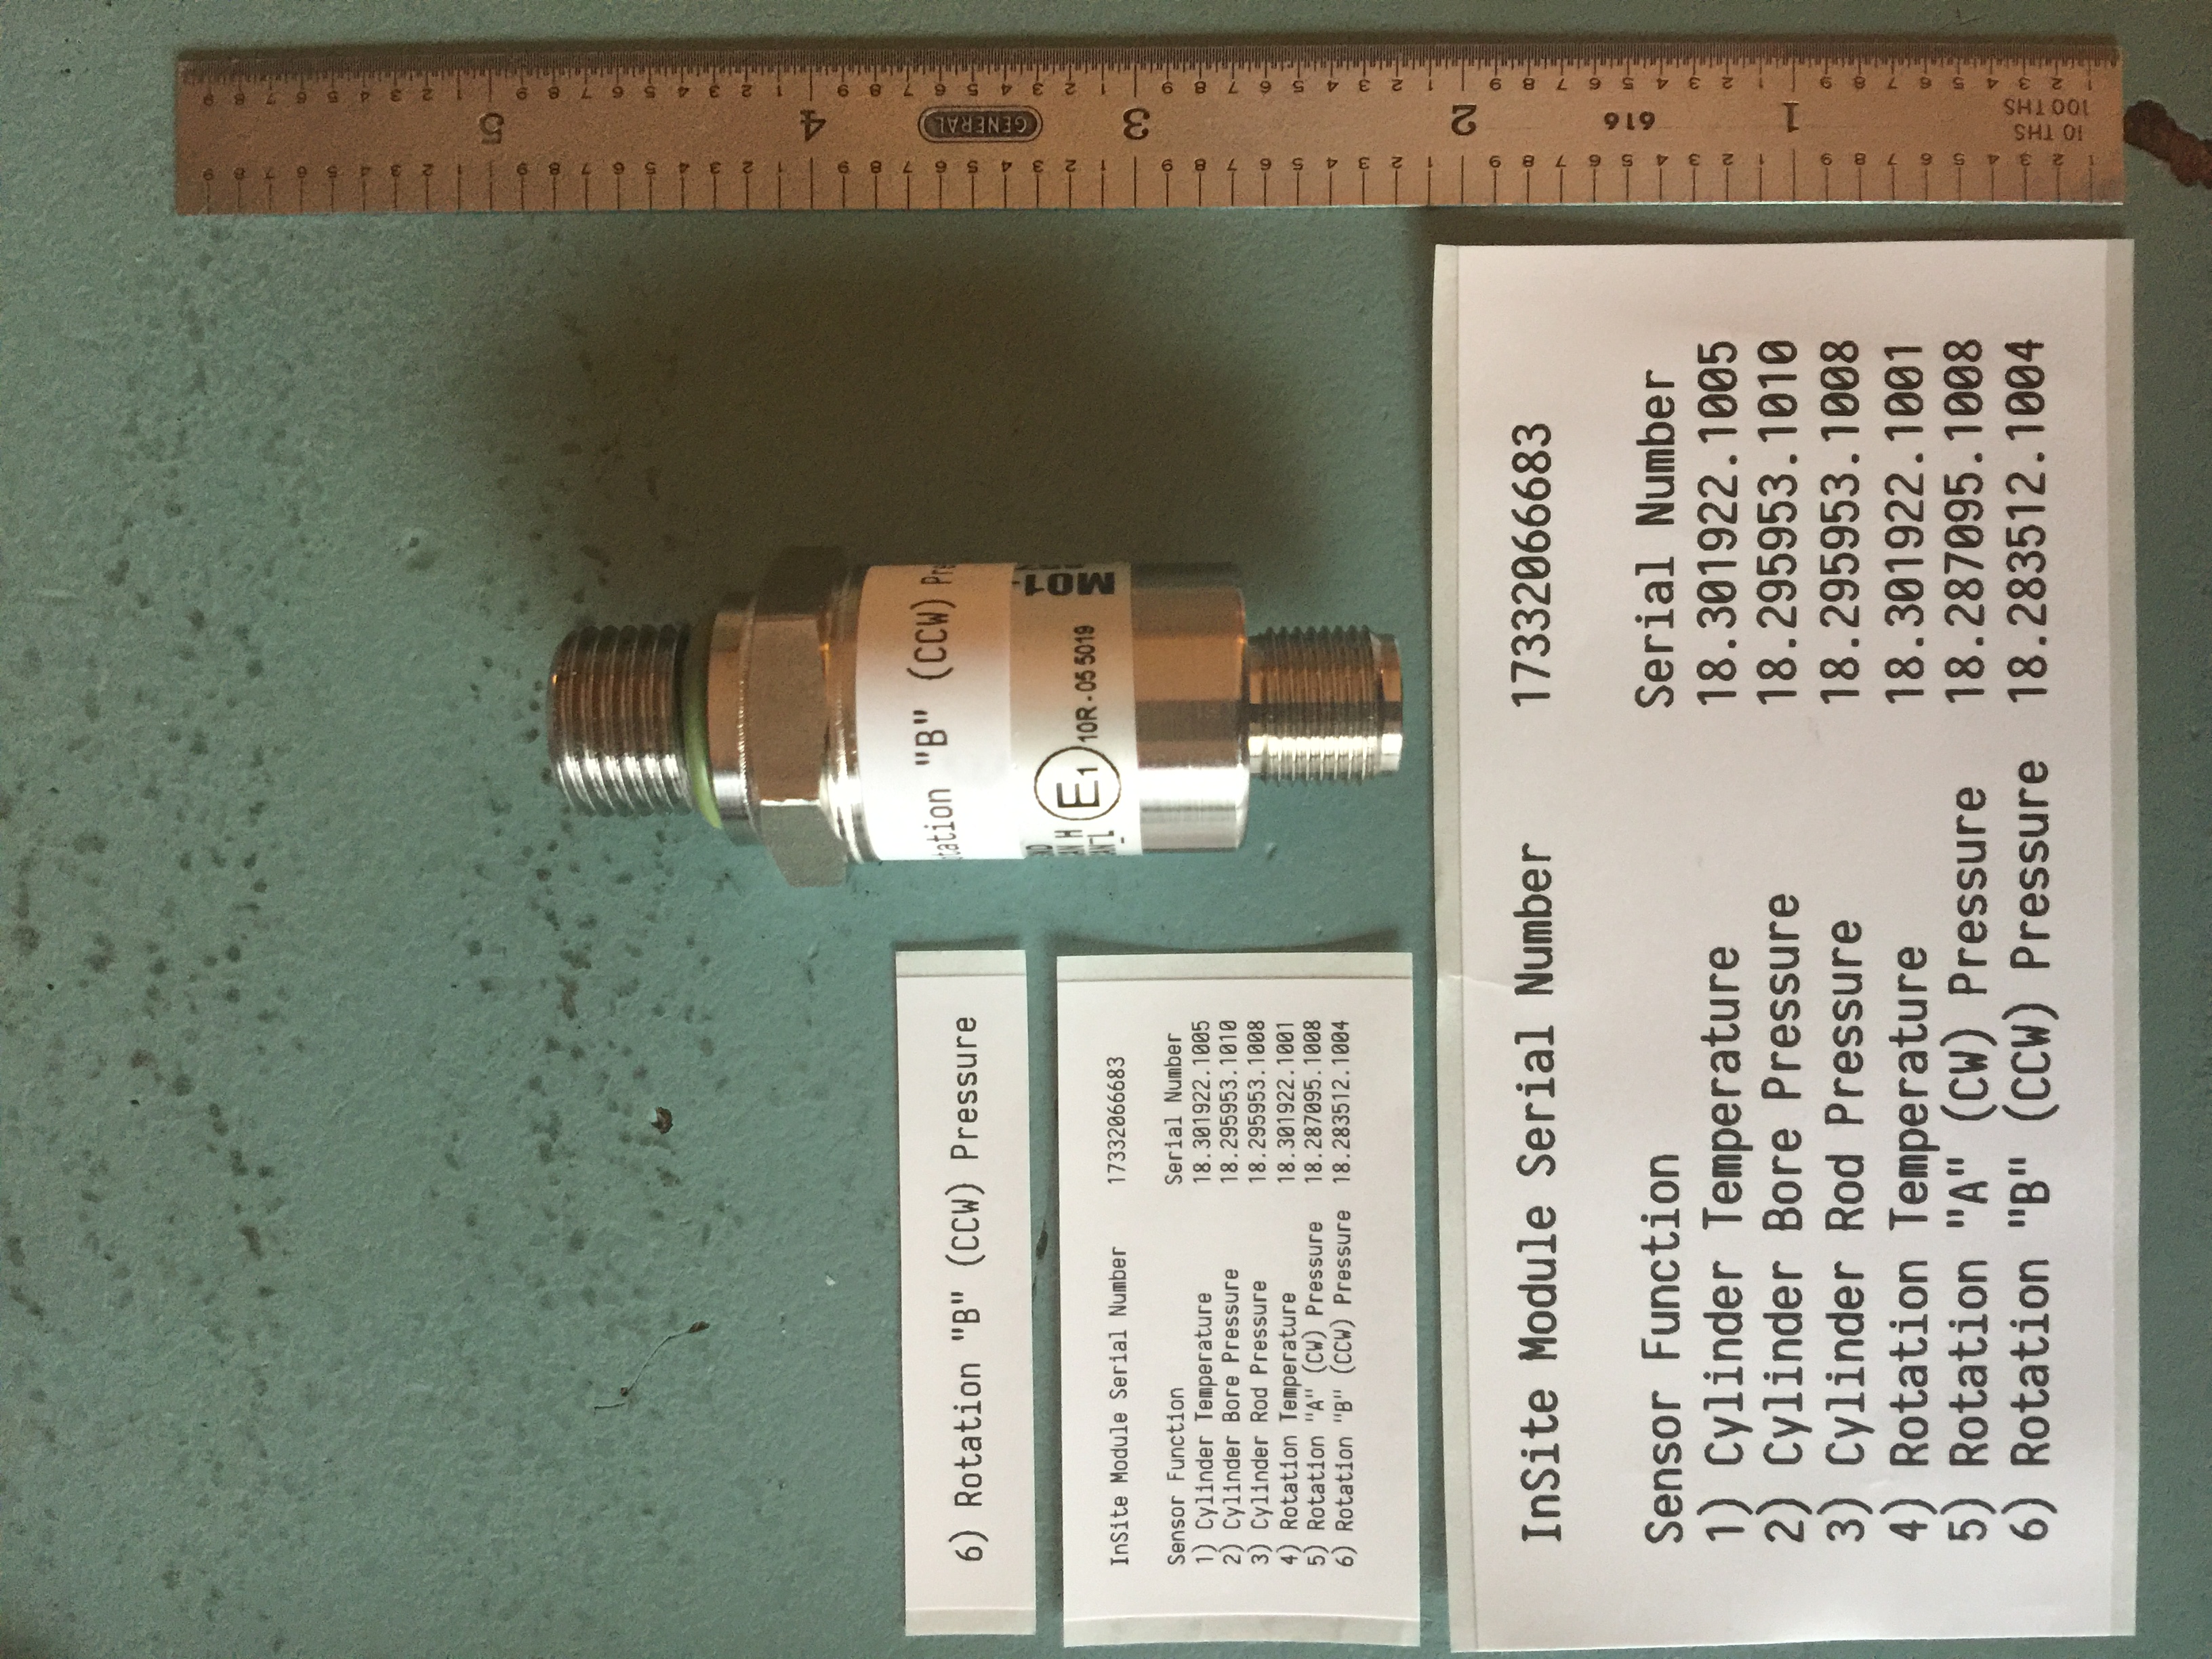 6) Rotation "B" (CCW) Pressure
InSite Module Serial Number 17332066683
Sensor Function Serial Number
1) Cylinder Temperature 18.301922.1005
2) Cylinder Bore Pressure 18.295953.1010
3) Cylinder Rod Pressure 18.295953.1008
4) Rotation Temperature 18.301922.1001
5) Rotation "A" (CW) Pressure 18.287095.1008
6) Rotation "B" (CCW) Pressure 18.283512.1004
tation "B" (CCW) Pre
AN H
AN_L
E1 10R-05 5019
M01-
InSite Module Serial Number 17332066683
Sensor Function Serial Number
1) Cylinder Temperature 18.301922.1005
2) Cylinder Bore Pressure 18.295953.1010
3) Cylinder Rod Pressure 18.295953.1008
4) Rotation Temperature 18.301922.1001
5) Rotation "A" (CW) Pressure 18.287095.1008
6) Rotation "B" (CCW) Pressure 18.283512.1004
5
4
GENERAL
3
2
616
1
10 THS
100 THS